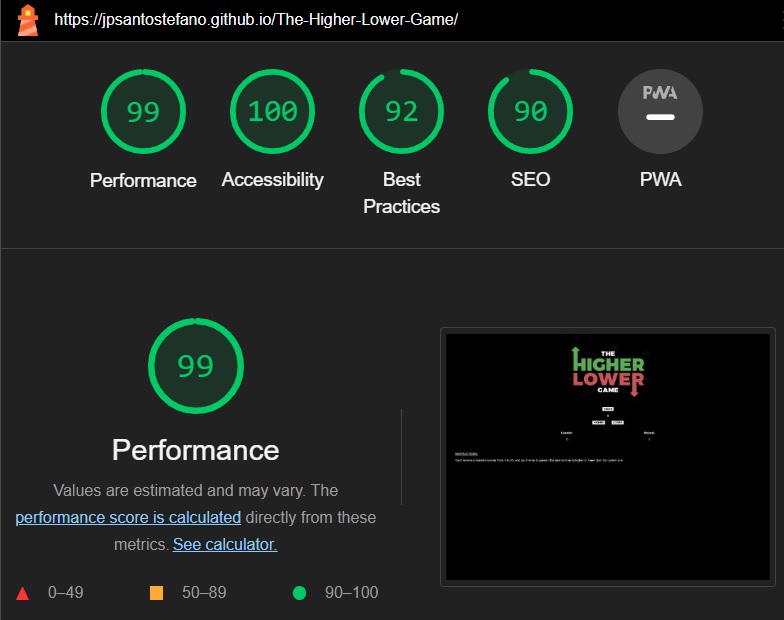 https://jpsantostefano.github.io/The-Higher-Lower-Game/
99
100
92
90
PWA
Performance
Accessibility
Best
Practices
SEO
PWA
99
Performance
Values are estimated and may vary. The
performance score is calculated directly from these
metrics. See calculator.
0–49
50–89
90–100
THE
HIGHER
LOWER
GAME